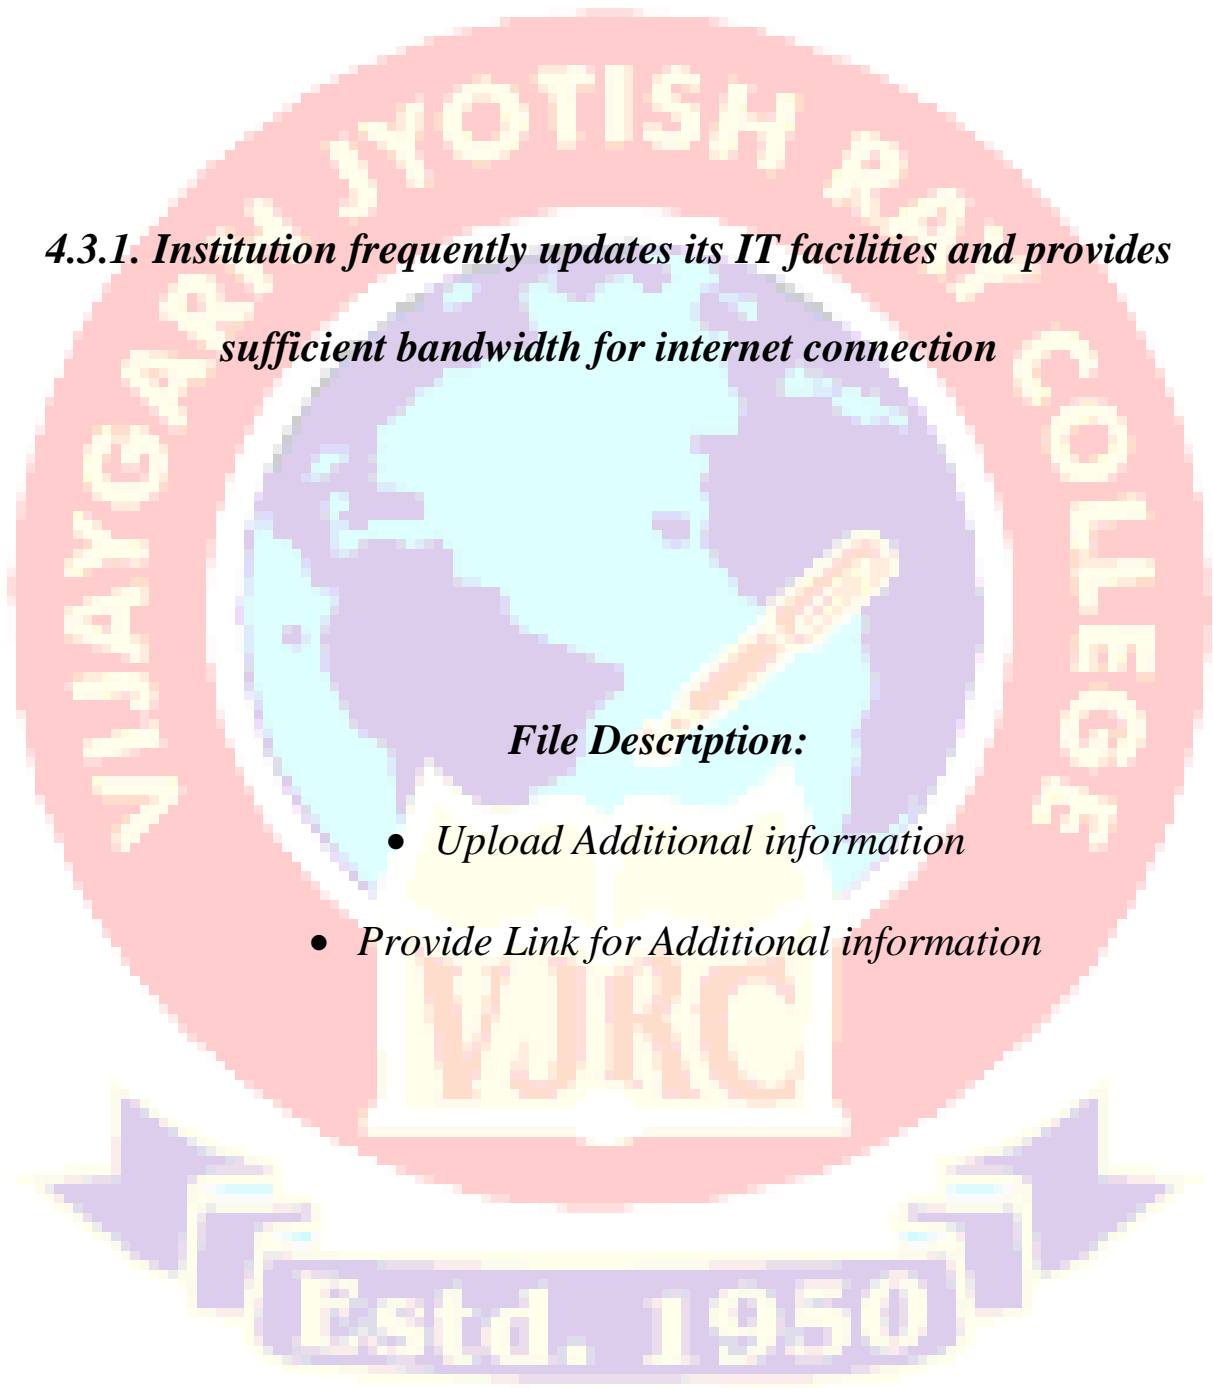 VIJAYGARH JYOTISH RAY COLLEGE
4.3.1. Institution frequently updates its IT facilities and provides
sufficient bandwidth for internet connection
File Description:
• Upload Additional information
• Provide Link for Additional information
VJRC
Estd. 1950